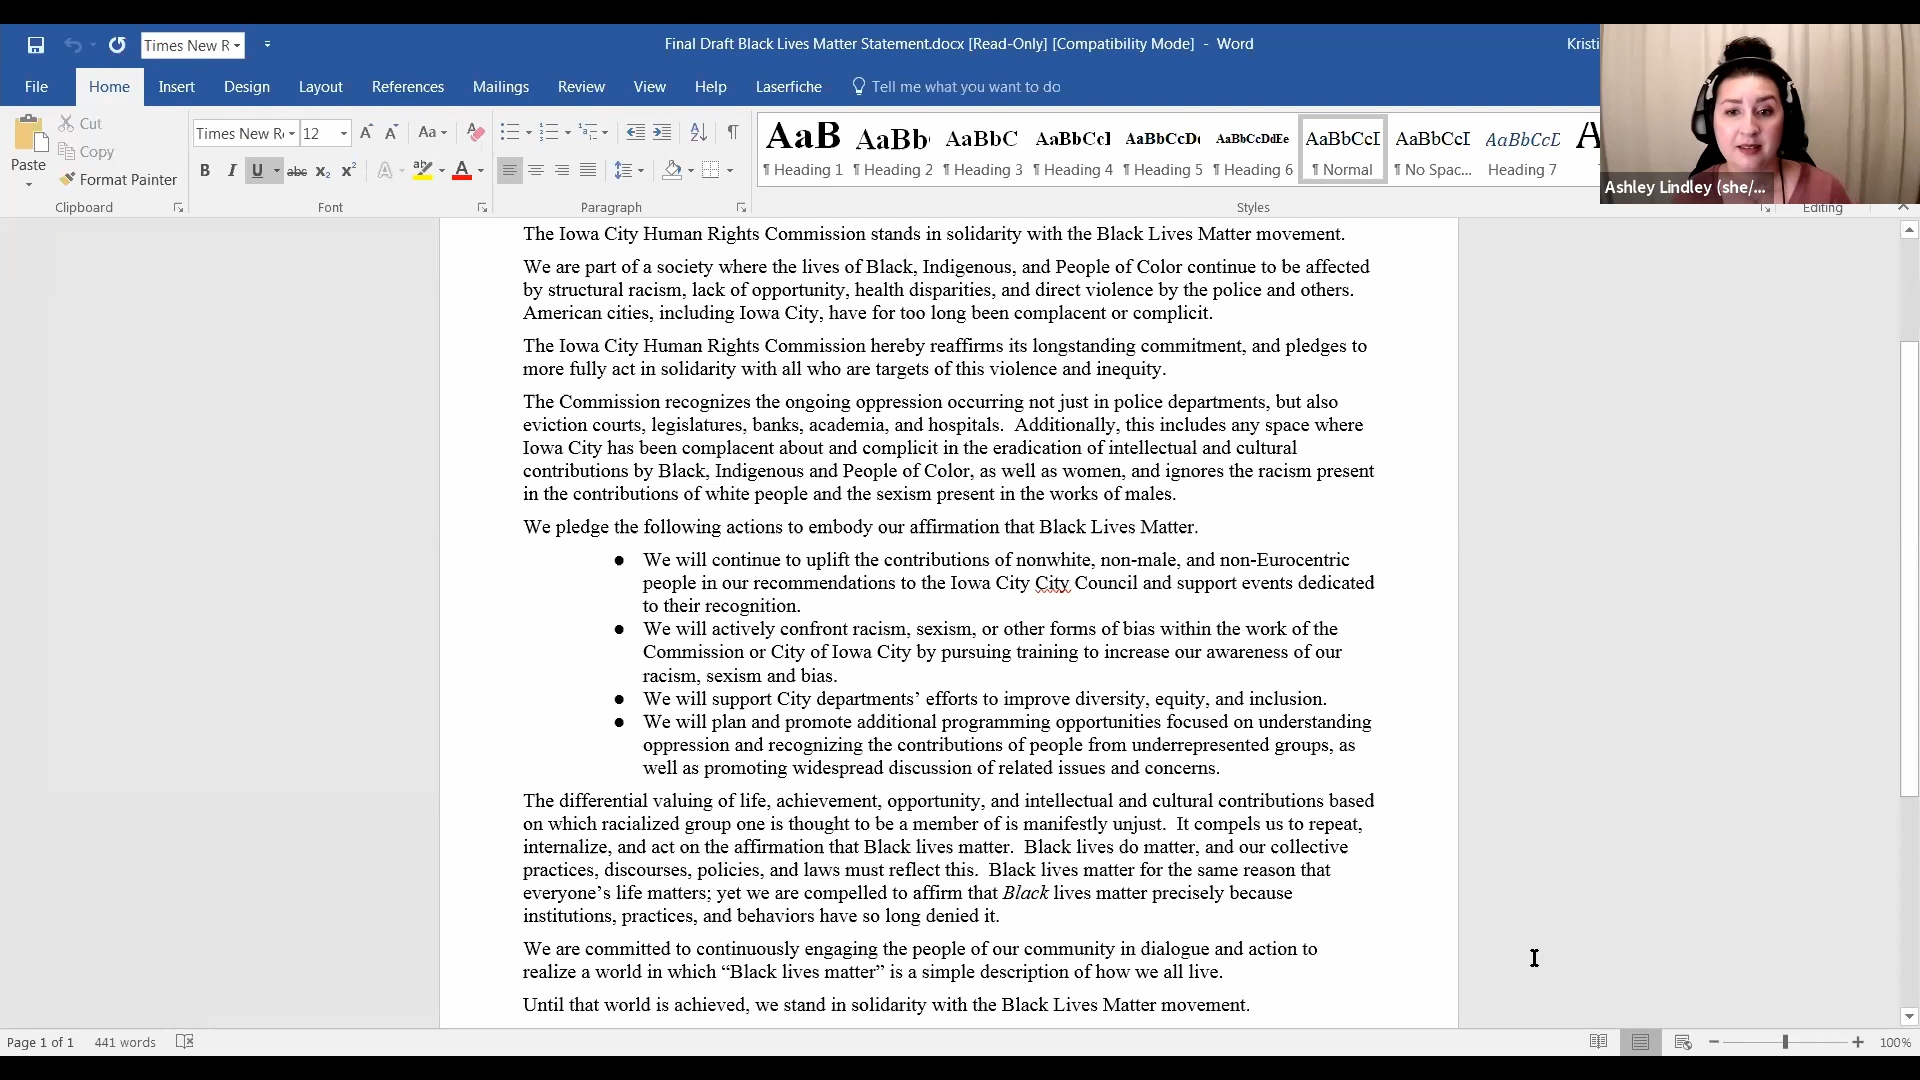 Times New R
Final Draft Black Lives Matter Statement.docx [Read-Only] [Compatibility Mode] - Word
Kristi
File Home Insert Design Layout References Mailings Review View Help Laserfiche Tell me what you want to do
Paste
Cut
Copy
Format Painter
Clipboard
Times New R 12
Font
Paragraph
AaB AaBb AaBbC AaBbCcI AaBbCcDc AaBbCcDdEe AaBbCcI AaBbCcI AaBbCcD A
¶ Heading 1 ¶ Heading 2 ¶ Heading 3 ¶ Heading 4 ¶ Heading 5 ¶ Heading 6 ¶ Normal ¶ No Spac... Heading 7
Styles
Editing
Ashley Lindley (she/...
The Iowa City Human Rights Commission stands in solidarity with the Black Lives Matter movement.
We are part of a society where the lives of Black, Indigenous, and People of Color continue to be affected
by structural racism, lack of opportunity, health disparities, and direct violence by the police and others.
American cities, including Iowa City, have for too long been complacent or complicit.
The Iowa City Human Rights Commission hereby reaffirms its longstanding commitment, and pledges to
more fully act in solidarity with all who are targets of this violence and inequity.
The Commission recognizes the ongoing oppression occurring not just in police departments, but also
eviction courts, legislatures, banks, academia, and hospitals. Additionally, this includes any space where
Iowa City has been complacent about and complicit in the eradication of intellectual and cultural
contributions by Black, Indigenous and People of Color, as well as women, and ignores the racism present
in the contributions of white people and the sexism present in the works of males.
We pledge the following actions to embody our affirmation that Black Lives Matter.
● We will continue to uplift the contributions of nonwhite, non-male, and non-Eurocentric
people in our recommendations to the Iowa City City Council and support events dedicated
to their recognition.
● We will actively confront racism, sexism, or other forms of bias within the work of the
Commission or City of Iowa City by pursuing training to increase our awareness of our
racism, sexism and bias.
● We will support City departments’ efforts to improve diversity, equity, and inclusion.
● We will plan and promote additional programming opportunities focused on understanding
oppression and recognizing the contributions of people from underrepresented groups, as
well as promoting widespread discussion of related issues and concerns.
The differential valuing of life, achievement, opportunity, and intellectual and cultural contributions based
on which racialized group one is thought to be a member of is manifestly unjust. It compels us to repeat,
internalize, and act on the affirmation that Black lives matter. Black lives do matter, and our collective
practices, discourses, policies, and laws must reflect this. Black lives matter for the same reason that
everyone’s life matters; yet we are compelled to affirm that Black lives matter precisely because
institutions, practices, and behaviors have so long denied it.
We are committed to continuously engaging the people of our community in dialogue and action to
realize a world in which “Black lives matter” is a simple description of how we all live.
Until that world is achieved, we stand in solidarity with the Black Lives Matter movement.
Page 1 of 1 441 words 100%